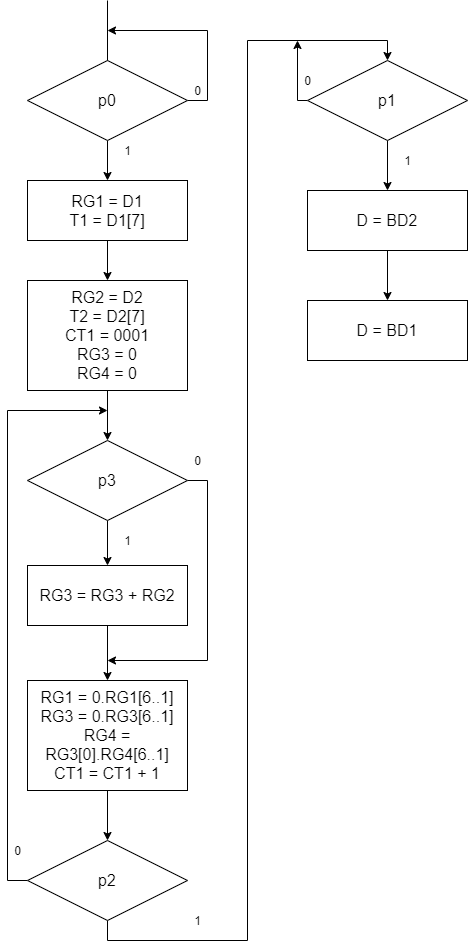 p0
0
1
RG1 = D1
T1 = D1[7]
RG2 = D2
T2 = D2[7]
CT1 = 0001
RG3 = 0
RG4 = 0
p3
0
1
RG3 = RG3 + RG2
RG1 = 0.RG1[6..1]
RG3 = 0.RG3[6..1]
RG4 =
RG3[0].RG4[6..1]
CT1 = CT1 + 1
p2
0
1
p1
0
1
D = BD2
D = BD1